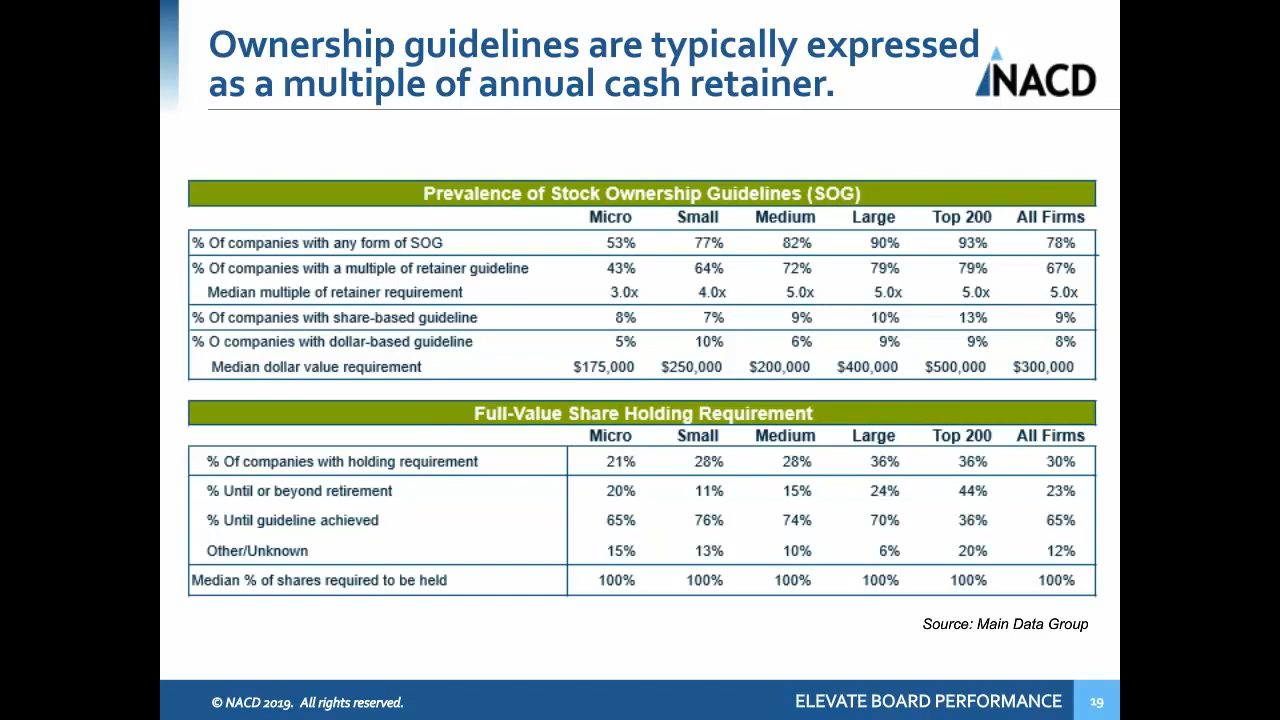 Ownership guidelines are typically expressed
as a multiple of annual cash retainer.
NACD
Prevalence of Stock Ownership Guidelines (SOG)
Micro Small Medium Large Top 200 All Firms
% Of companies with any form of SOG 53% 77% 82% 90% 93% 78%
% Of companies with a multiple of retainer guideline 43% 64% 72% 79% 79% 67%
Median multiple of retainer requirement 3.0x 4.0x 5.0x 5.0x 5.0x 5.0x
% Of companies with share-based guideline 8% 7% 9% 10% 13% 9%
% O companies with dollar-based guideline 5% 10% 6% 9% 9% 8%
Median dollar value requirement $175,000 $250,000 $200,000 $400,000 $500,000 $300,000
Full-Value Share Holding Requirement
Micro Small Medium Large Top 200 All Firms
% Of companies with holding requirement 21% 28% 28% 36% 36% 30%
% Until or beyond retirement 20% 11% 15% 24% 44% 23%
% Until guideline achieved 65% 76% 74% 70% 36% 65%
Other/Unknown 15% 13% 10% 6% 20% 12%
Median % of shares required to be held 100% 100% 100% 100% 100% 100%
Source: Main Data Group
© NACD 2019. All rights reserved. ELEVATE BOARD PERFORMANCE 19